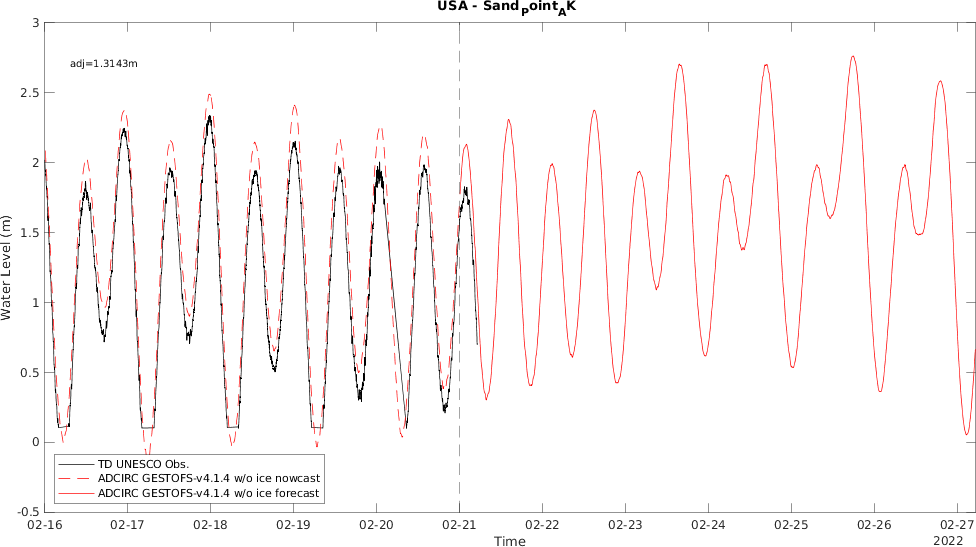 USA - Sand_Point_AK
3
adj=1.3143m
2.5
2
1.5
1
0.5
0
-0.5
Water Level (m)
TD UNESCO Obs.
ADCIRC GESTOFS-v4.1.4 w/o ice nowcast
ADCIRC GESTOFS-v4.1.4 w/o ice forecast
02-16 02-17 02-18 02-19 02-20 02-21 02-22 02-23 02-24 02-25 02-26 02-27
Time 2022